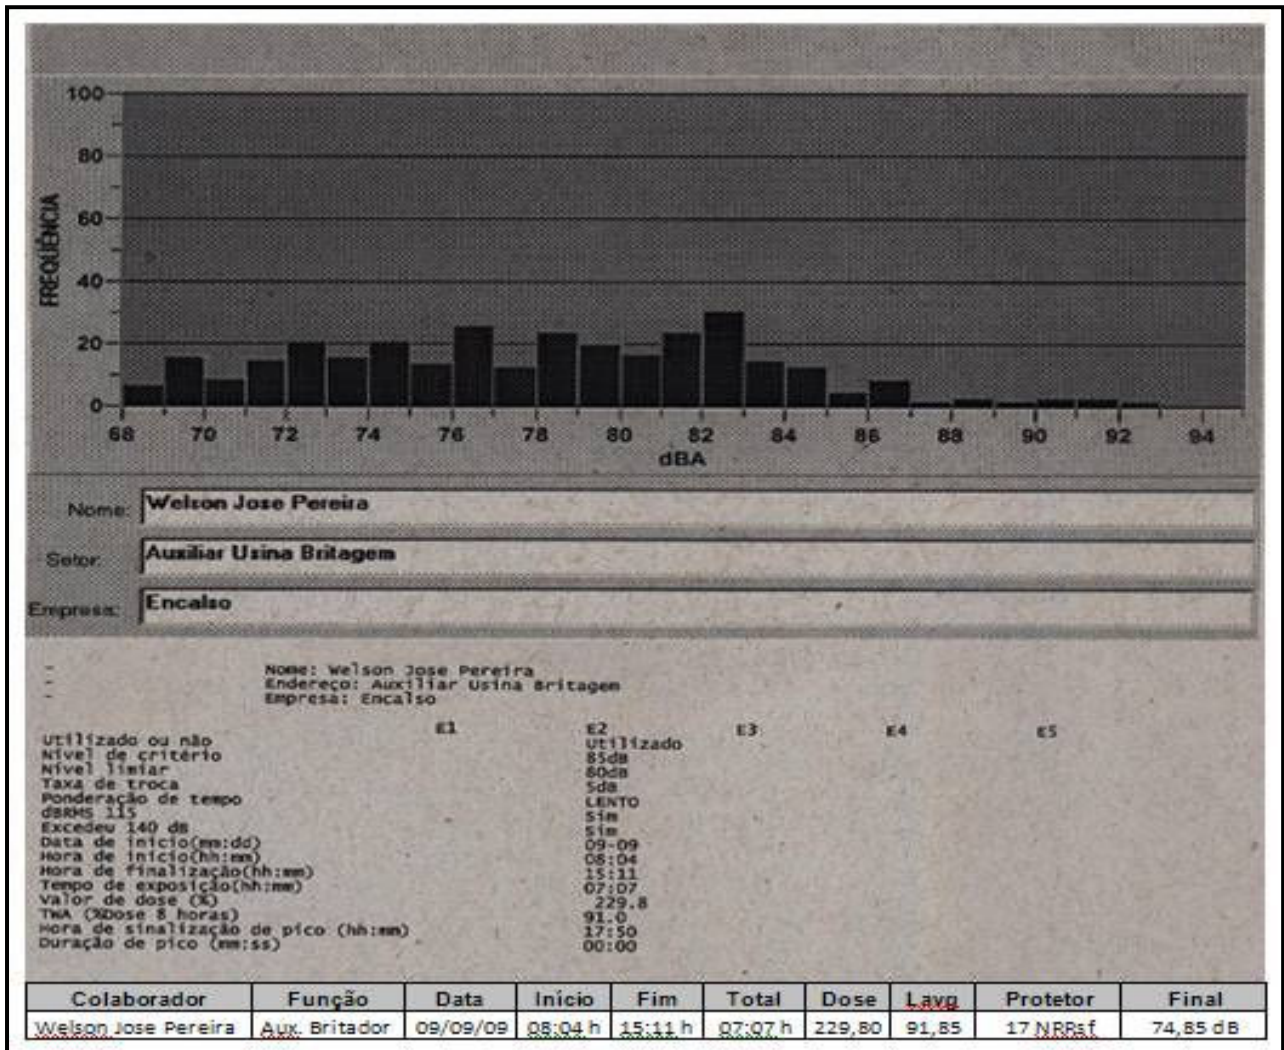 100
80
60
40
20
0
FREQUÊNCIA
68 70 72 74 76 78 80 82 84 86 88 90 92 94
dBA
Nome: Welson Jose Pereira
Setor: Auxiliar Usina Britagem
Empresa: Encalso
- Nome: Welson Jose Pereira
- Endereço: Auxiliar Usina Britagem
- Empresa: Encalso
E1 E2 E3 E4 E5
Utilizado ou não Utilizado
Nível de critério 85dB
Nível limiar 80dB
Taxa de troca 5dB
Ponderação de tempo LENTO
dBRMS 115 Sim
Excedeu 140 dB Sim
Data de início(mm:dd) 09-09
Hora de início(hh:mm) 08:04
Hora de finalização(hh:mm) 15:11
Tempo de exposição(hh:mm) 07:07
Valor de dose (%) 229.8
TWA (%Dose 8 horas) 91.0
Hora de sinalização de pico (hh:mm) 17:50
Duração de pico (mm:ss) 00:00
Colaborador Função Data Início Fim Total Dose Lavg Protetor Final
Welson Jose Pereira Aux. Britador 09/09/09 08:04 h 15:11 h 07:07 h 229,80 91,85 17 NRRsf 74,85 dB